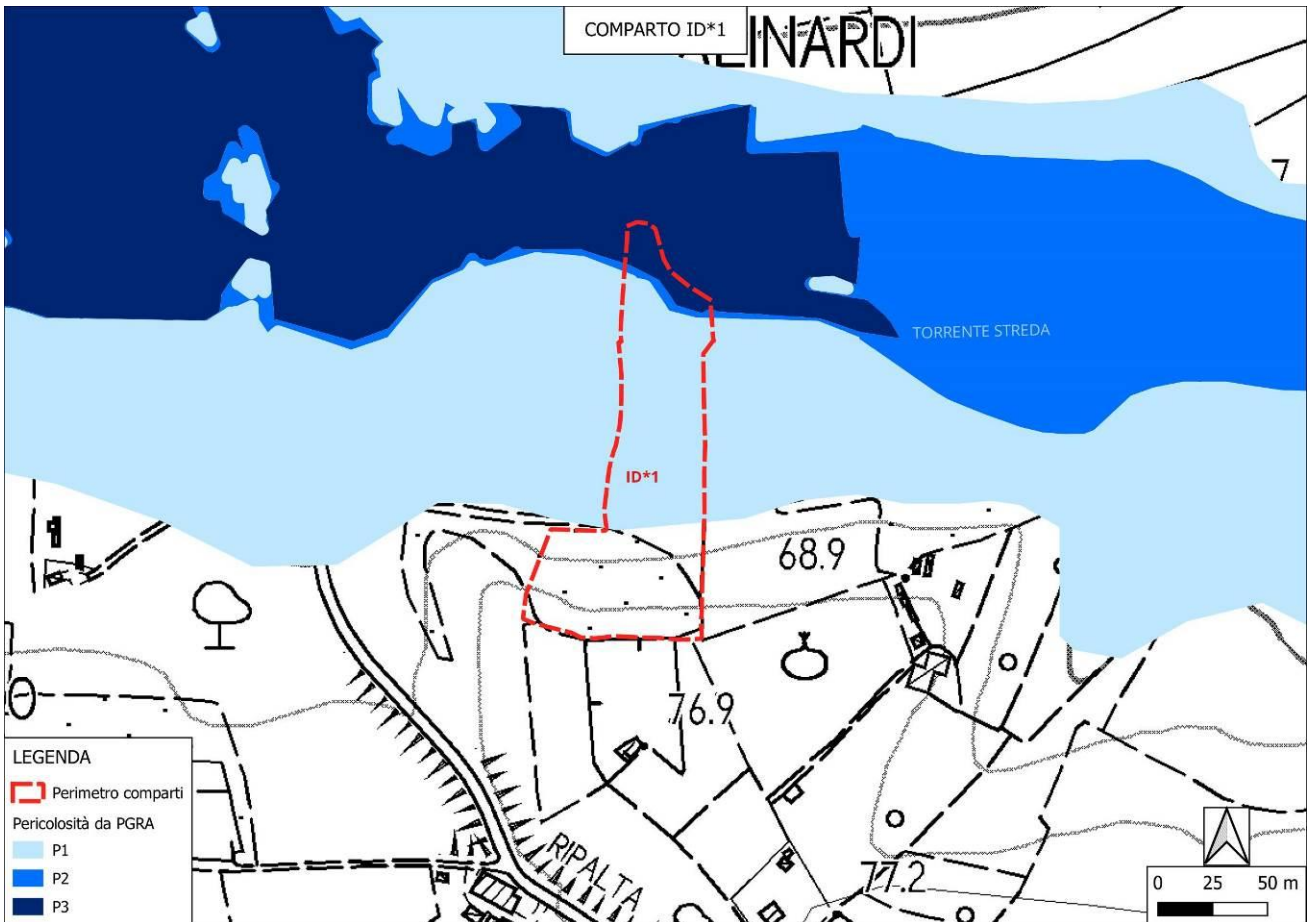 COMPARTO ID*1
LINARDI
7
TORRENTE STREDA
ID*1
68.9
76.9
RIPALTA
77.2
LEGENDA
Perimetro comparti
Pericolosità da PGRA
P1
P2
P3
0 25 50 m